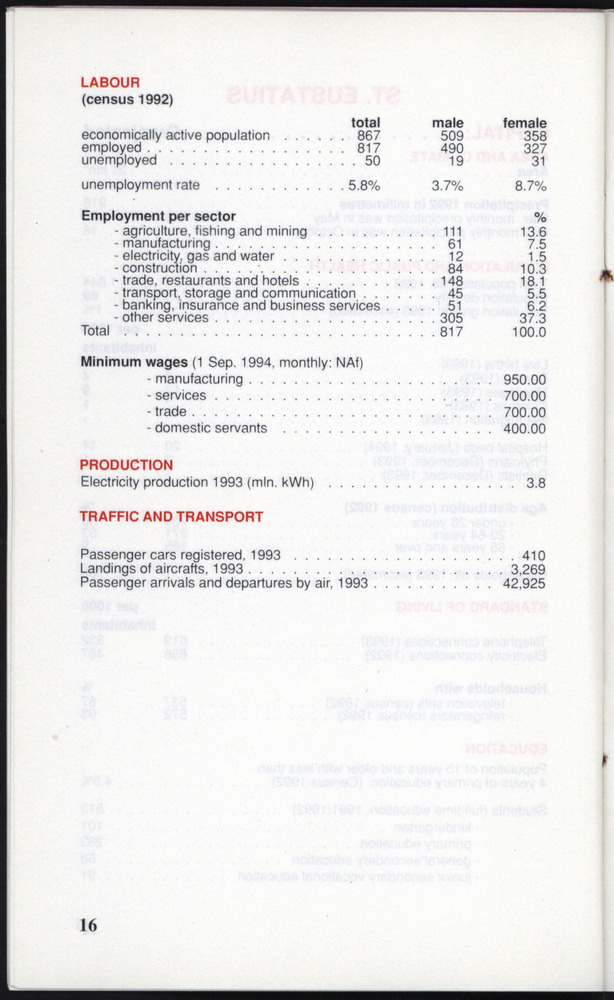 LABOUR
(census 1992)
total male female
economically active population . . . . . . . . . . 867 509 358
employed . . . . . . . . . . . . . . . . . . . 817 490 327
unemployed . . . . . . . . . . . . . . . . . . 50 19 31
unemployment rate . . . . . . . . . . . . . 5.8% 3.7% 8.7%
Employment per sector %
- agriculture, fishing and mining . . . . . . . . . . . . 111 13.6
- manufacturing . . . . . . . . . . . . . . . . . . . . 61 7.5
- electricity, gas and water . . . . . . . . . . . . . . . 12 1.5
- construction . . . . . . . . . . . . . . . . . . . . . 84 10.3
- trade, restaurants and hotels . . . . . . . . . . . . . 148 18.1
- transport, storage and communication . . . . . . . . . 45 5.5
- banking, insurance and business services . . . . . . . 51 6.2
- other services . . . . . . . . . . . . . . . . . . . . 305 37.3
Total . . . . . . . . . . . . . . . . . . . . . . . . . . . 817 100.0
Minimum wages (1 Sep. 1994, monthly: NAf)
- manufacturing . . . . . . . . . . . . . . . . . . . . . 950.00
- services . . . . . . . . . . . . . . . . . . . . . . . . 700.00
- trade . . . . . . . . . . . . . . . . . . . . . . . . . . 700.00
- domestic servants . . . . . . . . . . . . . . . . . . . 400.00
PRODUCTION
Electricity production 1993 (mln. kWh) . . . . . . . . . . . . . . . . . 3.8
TRAFFIC AND TRANSPORT
Passenger cars registered, 1993 . . . . . . . . . . . . . . . . . . . . 410
Landings of aircrafts, 1993 . . . . . . . . . . . . . . . . . . . . . . . 3,269
Passenger arrivals and departures by air, 1993 . . . . . . . . . . . . 42,925
16